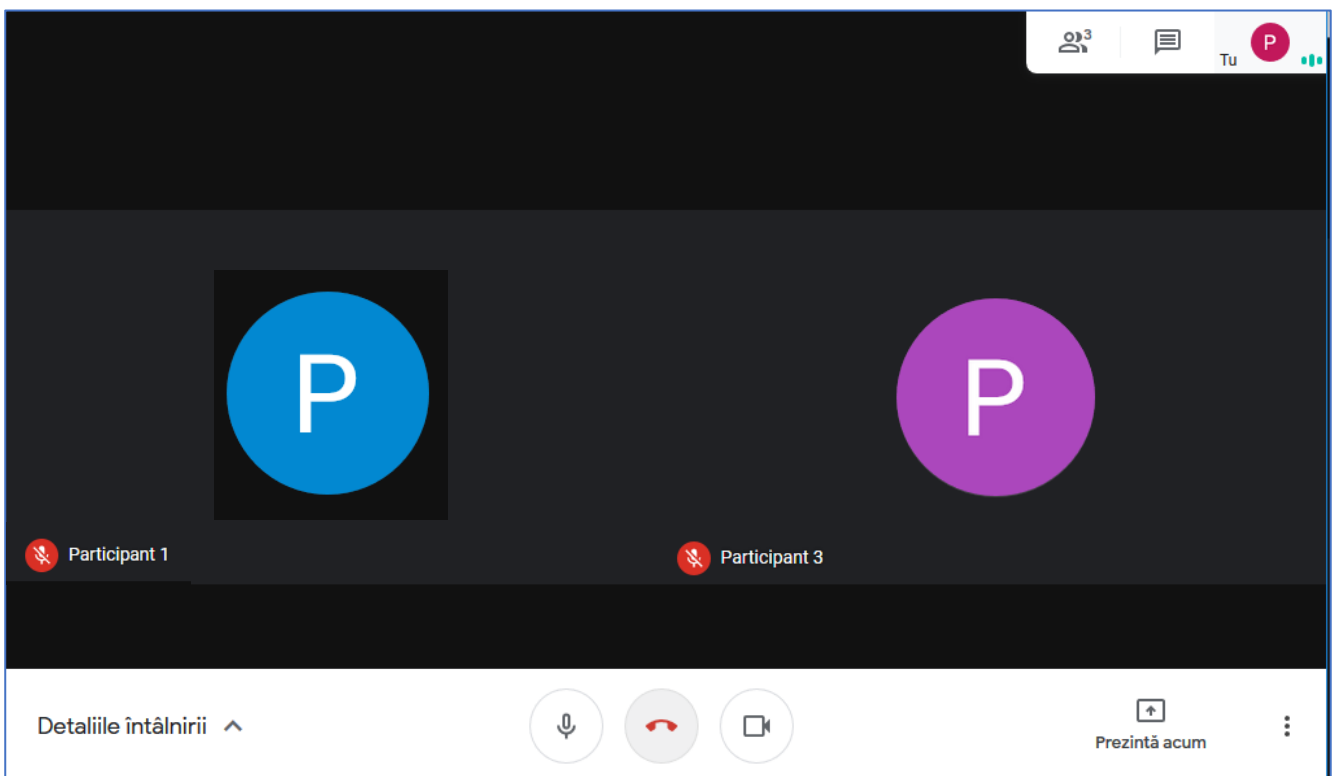 3
Tu P
P
P
Participant 1
Participant 3
Detaliile întâlnirii
Prezintă acum